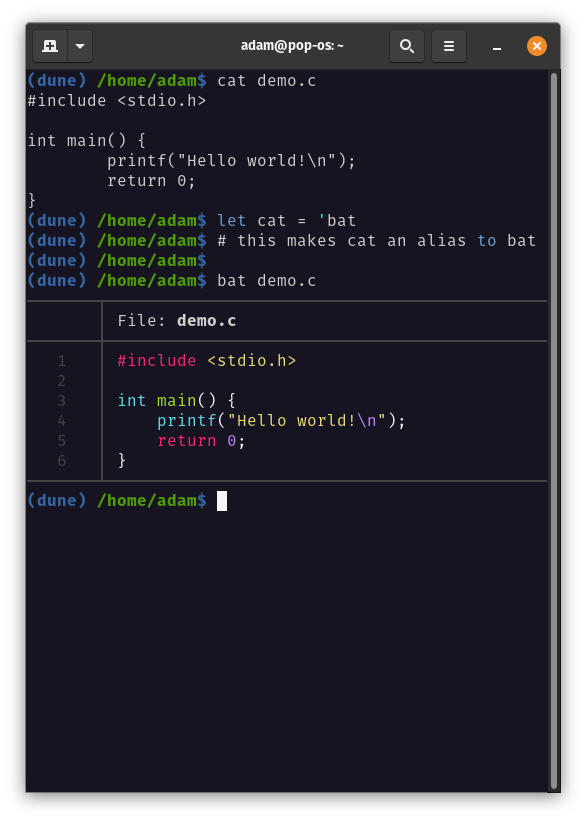 adam@pop-os: ~
(dune) /home/adam$ cat demo.c
#include <stdio.h>
int main() {
        printf("Hello world!\n");
        return 0;
}
(dune) /home/adam$ let cat = 'bat
(dune) /home/adam$ # this makes cat an alias to bat
(dune) /home/adam$
(dune) /home/adam$ bat demo.c
File: demo.c
1 #include <stdio.h>
2
3 int main() {
4     printf("Hello world!\n");
5     return 0;
6 }
(dune) /home/adam$